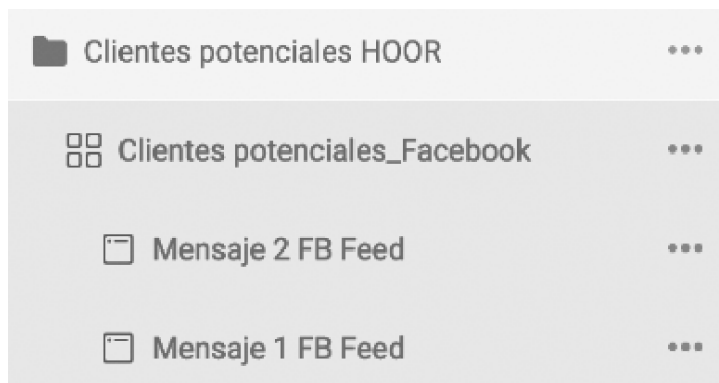 Clientes potenciales HOOR
Clientes potenciales_Facebook
Mensaje 2 FB Feed
Mensaje 1 FB Feed